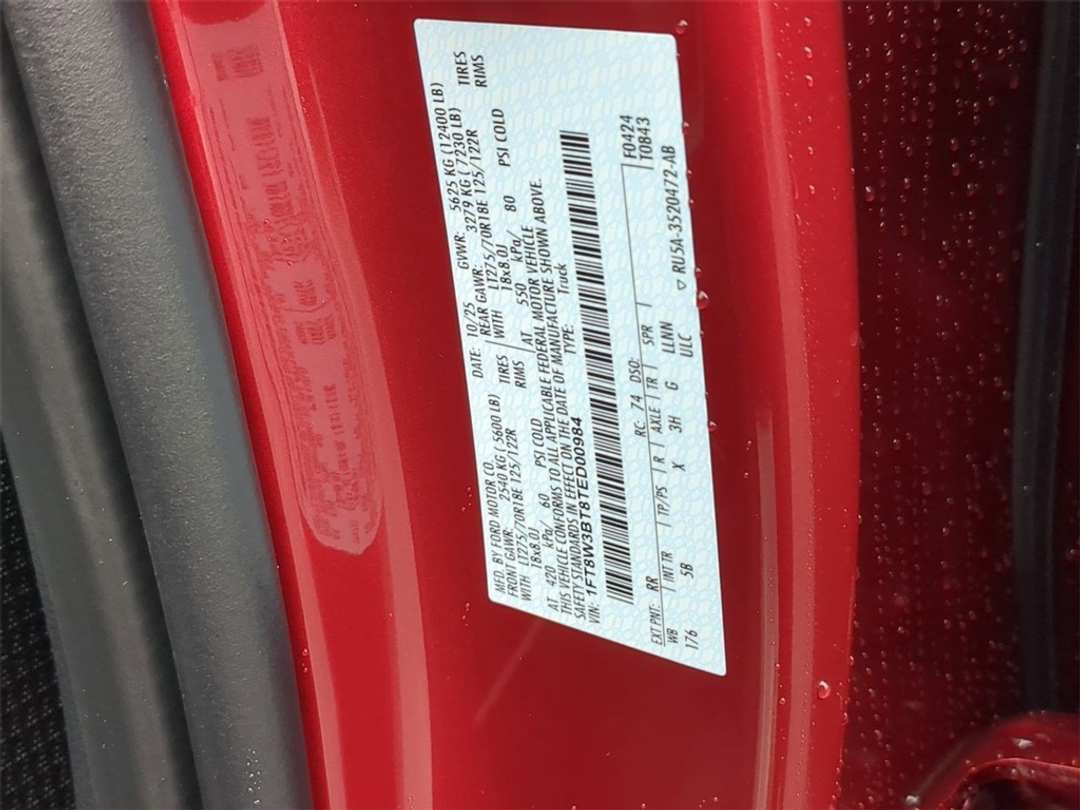 MFD. BY FORD MOTOR CO.
DATE: 10/25 GVWR: 5625 KG (12400 LB)
FRONT GAWR: 2540 KG ( 5600 LB)
REAR GAWR: 3279 KG ( 7230 LB)
WITH LT275/70R18E 125/122R TIRES
WITH LT275/70R18E 125/122R TIRES
18x8.0J RIMS
18x8.0J RIMS
AT 420 kPa/ 60 PSI COLD
AT 550 kPa/ 80 PSI COLD
THIS VEHICLE CONFORMS TO ALL APPLICABLE FEDERAL MOTOR VEHICLE
SAFETY STANDARDS IN EFFECT ON THE DATE OF MANUFACTURE SHOWN ABOVE.
VIN: 1FT8W3BT8TED00984 TYPE: Truck
F0424
EXT PNT: RR RC: 74 DSO: T0843
WB INT TR TP/PS R AXLE TR SPR
176 5B X 3H G LLNN
ULC ▽ RU5A-3520472-AB